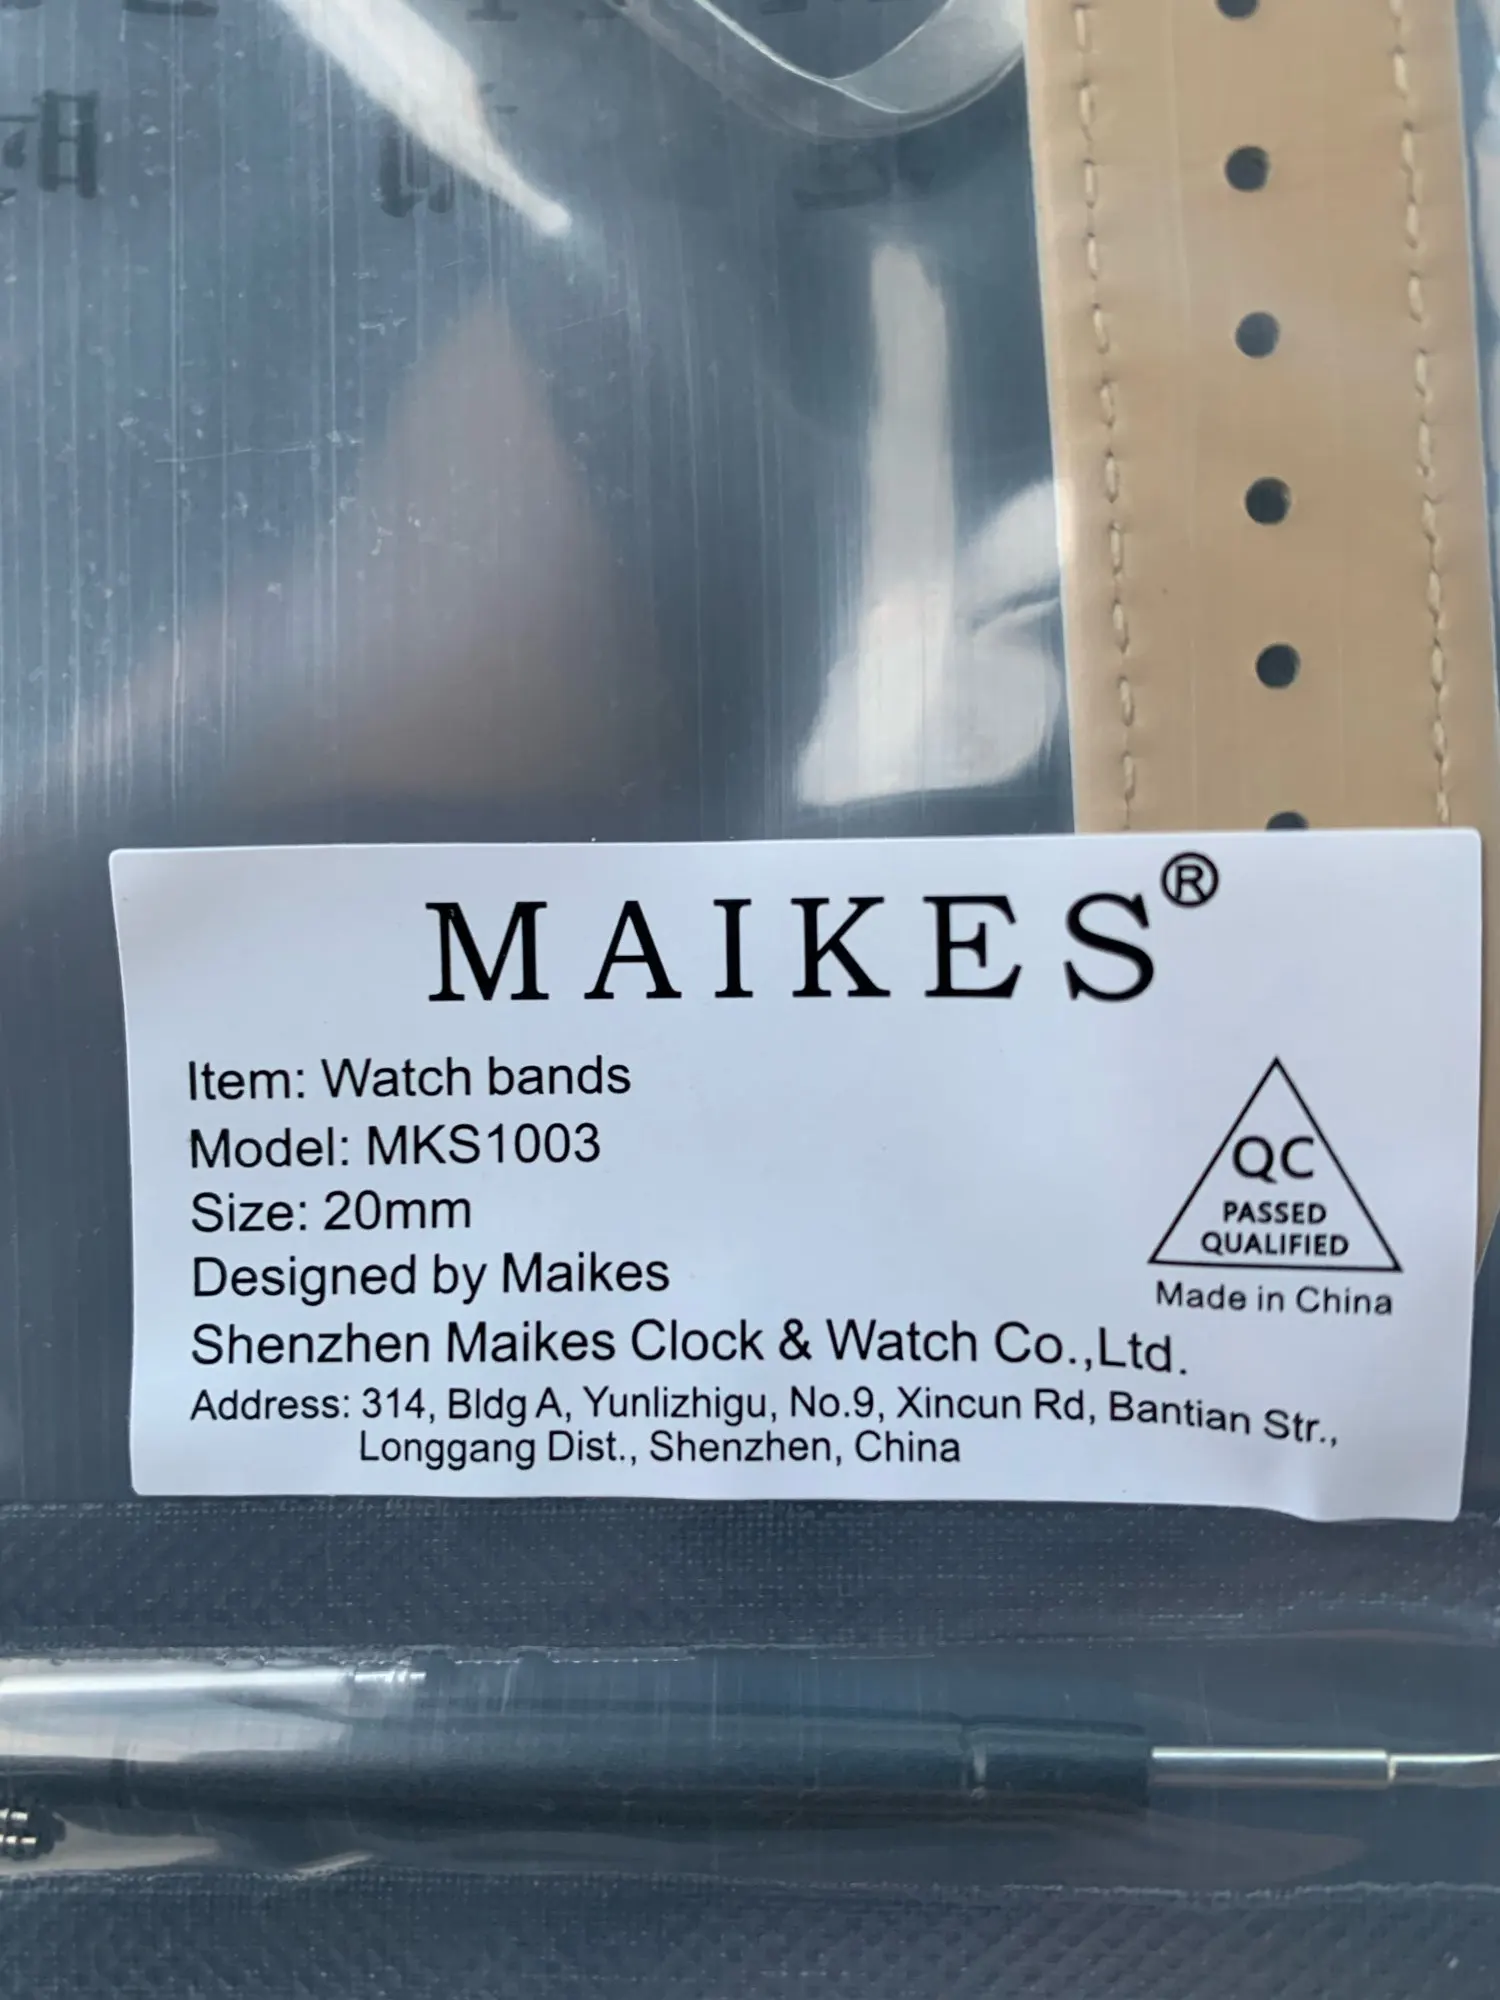 MAIKES®
Item: Watch bands
Model: MKS1003
Size: 20mm
Designed by Maikes
Shenzhen Maikes Clock & Watch Co.,Ltd.
Address: 314, Bldg A, Yunlizhigu, No.9, Xincun Rd, Bantian Str.,
Longgang Dist., Shenzhen, China
QC
PASSED
QUALIFIED
Made in China